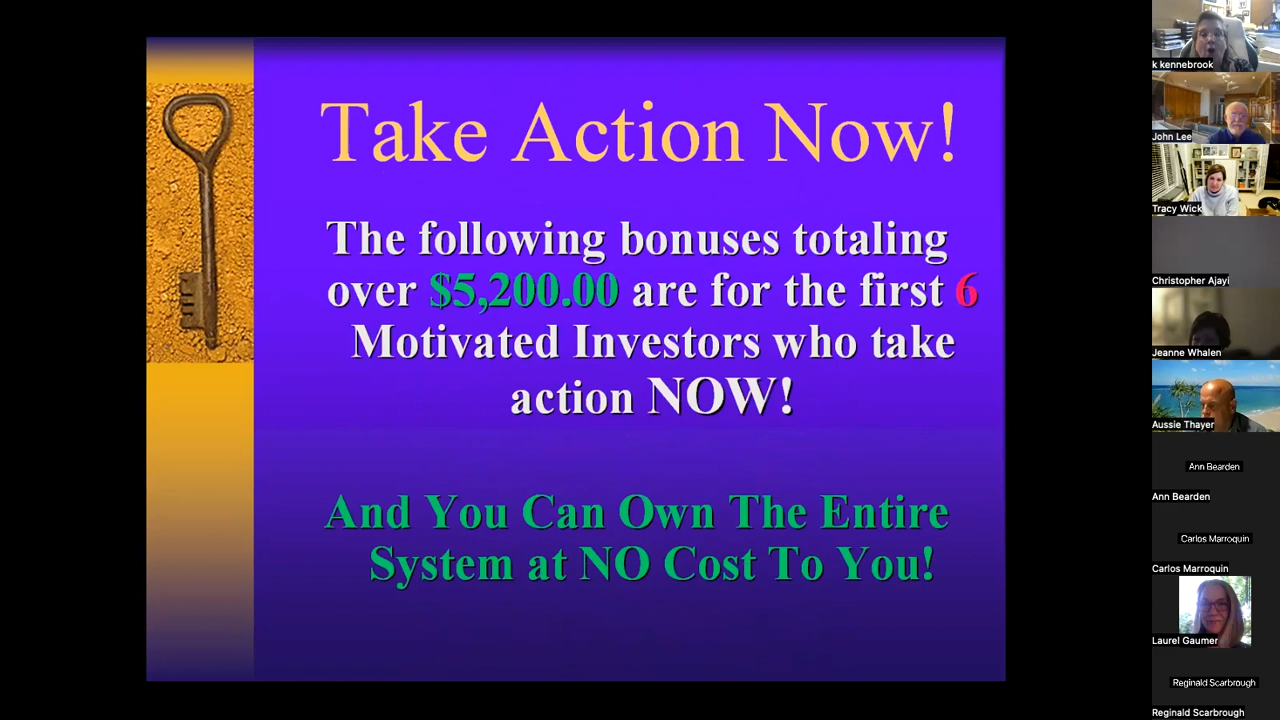 Take Action Now!
The following bonuses totaling
over $5,200.00 are for the first 6
Motivated Investors who take
action NOW!
And You Can Own The Entire
System at NO Cost To You!
k kennebrook
John Lee
Tracy Wick
Christopher Ajayi
Jeanne Whalen
Aussie Thayer
Ann Bearden
Ann Bearden
Carlos Marroquin
Carlos Marroquin
Laurel Gaumer
Reginald Scarbrough
Reginald Scarbrough